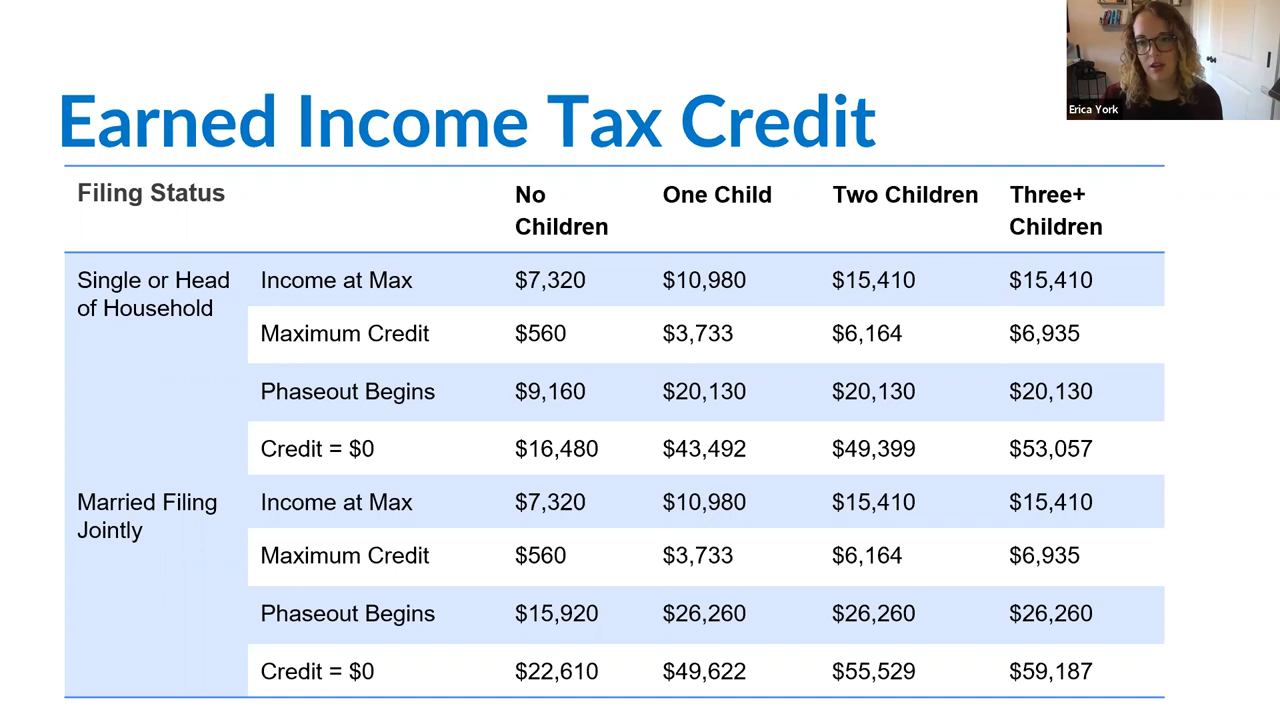 Erica York
Earned Income Tax Credit
Filing Status No Children One Child Two Children Three+ Children
Single or Head of Household Income at Max $7,320 $10,980 $15,410 $15,410
Maximum Credit $560 $3,733 $6,164 $6,935
Phaseout Begins $9,160 $20,130 $20,130 $20,130
Credit = $0 $16,480 $43,492 $49,399 $53,057
Married Filing Jointly Income at Max $7,320 $10,980 $15,410 $15,410
Maximum Credit $560 $3,733 $6,164 $6,935
Phaseout Begins $15,920 $26,260 $26,260 $26,260
Credit = $0 $22,610 $49,622 $55,529 $59,187